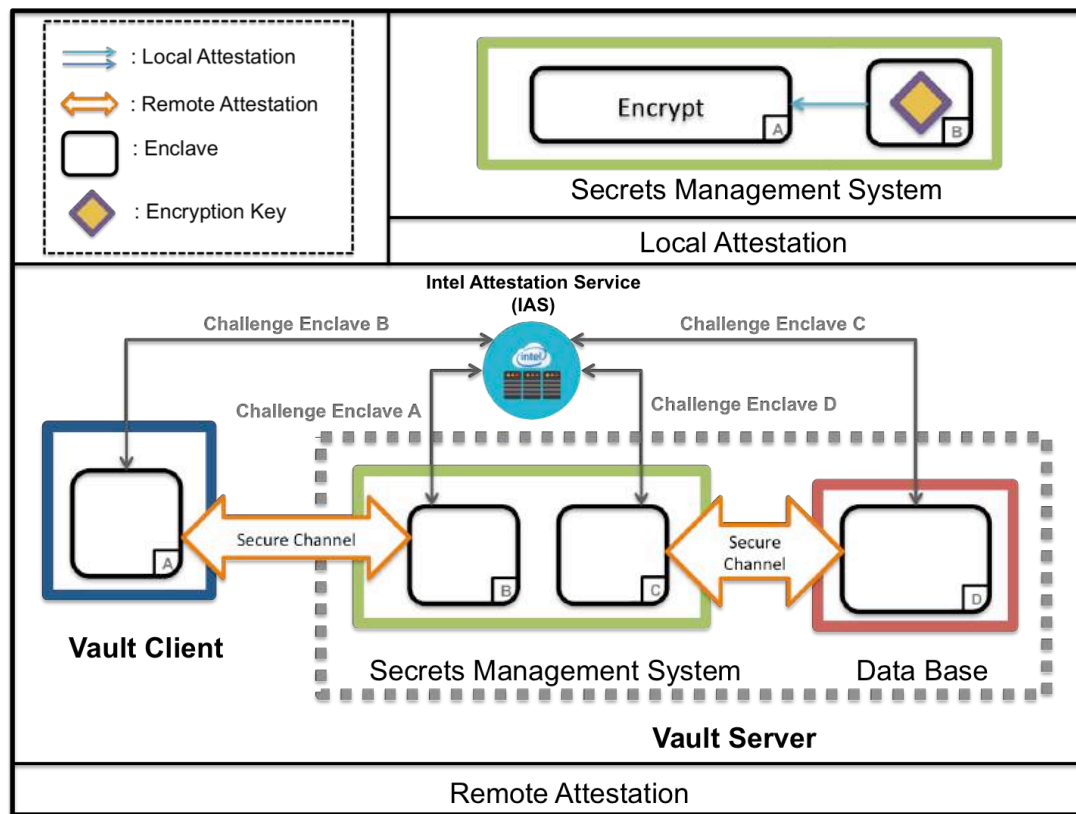 : Local Attestation
: Remote Attestation
: Enclave
: Encryption Key
Encrypt
A
B
Secrets Management System
Local Attestation
Intel Attestation Service
(IAS)
Challenge Enclave B
Challenge Enclave C
intel
Challenge Enclave A
Challenge Enclave D
Secure Channel
Secure
Channel
A
B
C
D
Vault Client
Secrets Management System
Data Base
Vault Server
Remote Attestation